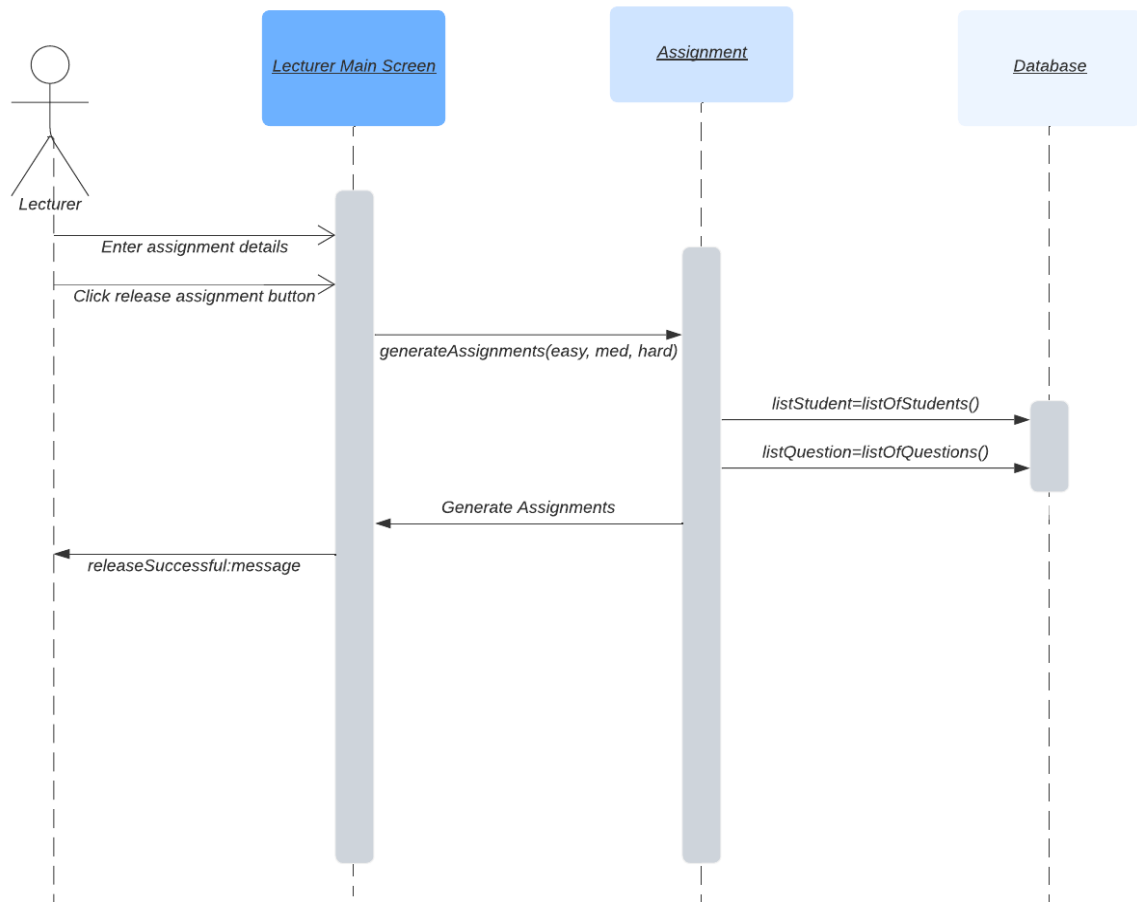 Lecturer Main Screen
Assignment
Database
Lecturer
Enter assignment details
Click release assignment button
generateAssignments(easy, med, hard)
listStudent=listOfStudents()
listQuestion=listOfQuestions()
Generate Assignments
releaseSuccessful:message